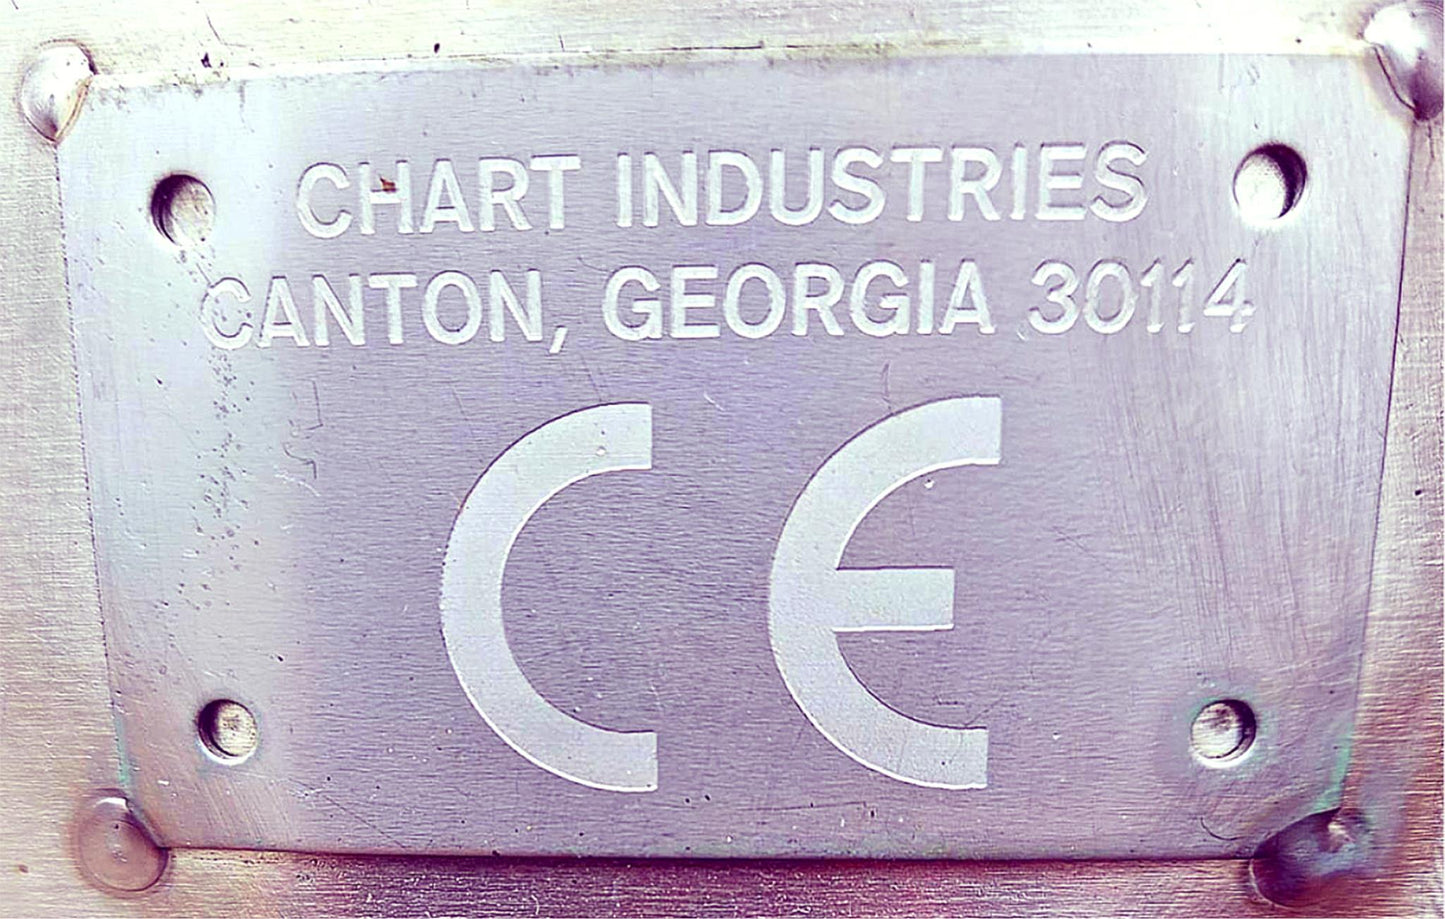 CHART INDUSTRIES
CANTON, GEORGIA 30114
CE